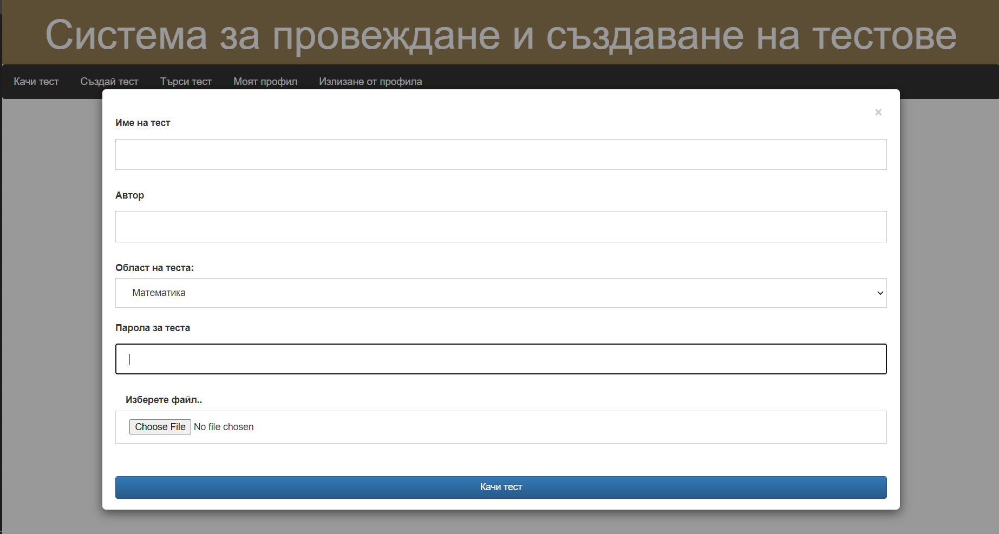 Система за провеждане и създаване на тестове
Качи тест Създай тест Търси тест Моят профил Излизане от профила
×
Име на тест
Автор
Област на теста:
Математика
Парола за теста
Изберете файл..
Choose File No file chosen
Качи тест